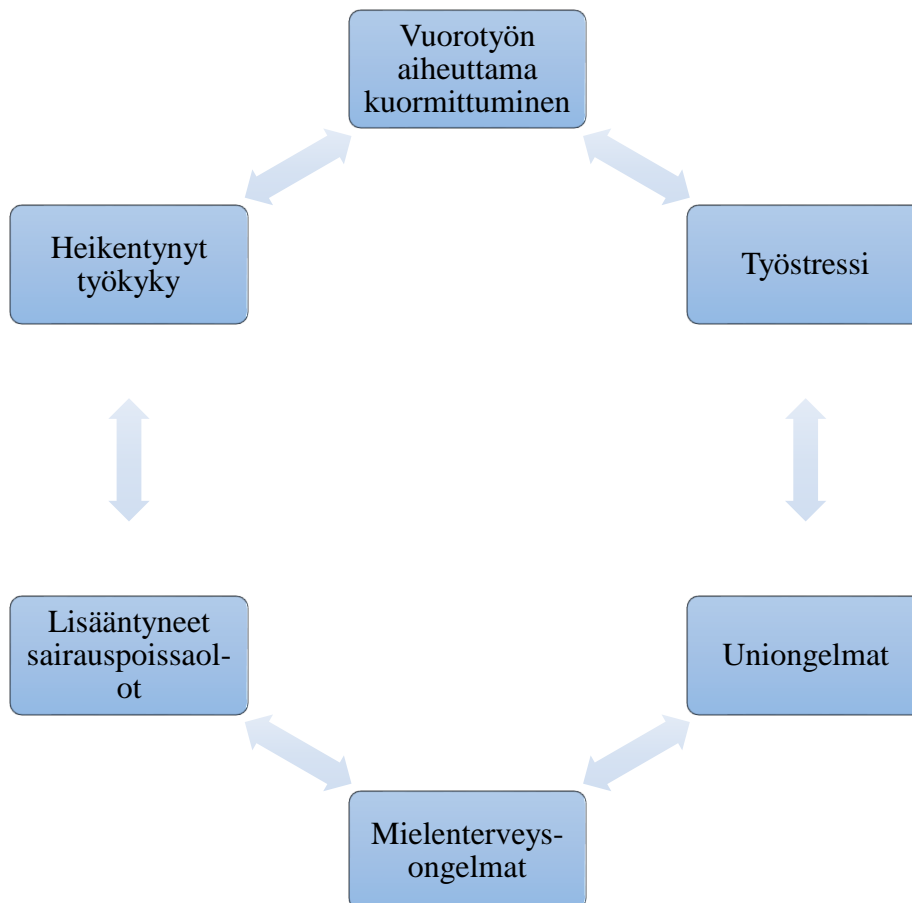 Vuorotyön
aiheuttama
kuormittuminen
Heikentynyt
työkyky
Työstressi
Lisääntyneet
sairauspoissaol-
ot
Uniongelmat
Mielenterveys-
ongelmat